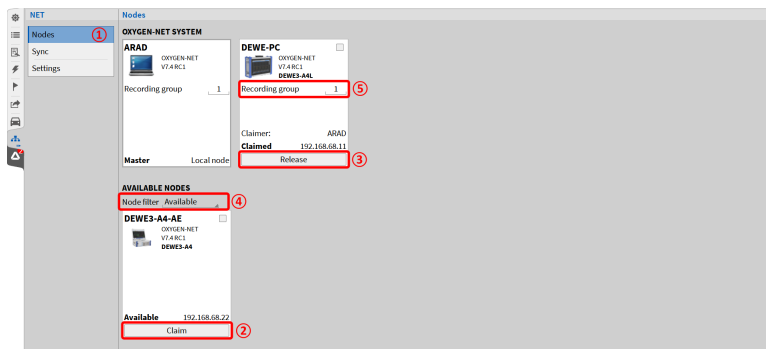 NET
Nodes
Nodes ①
Sync
Settings
OXYGEN-NET SYSTEM
ARAD
OXYGEN-NET
V7.4 RC1
Recording group 1
Master Local node
DEWE-PC
OXYGEN-NET
V7.4 RC1
DEWE3-A4L
Recording group 1 ⑤
Claimer: ARAD
Claimed 192.168.68.11
Release ③
AVAILABLE NODES
Node filter Available ④
DEWE3-A4-AE
OXYGEN-NET
V7.4 RC1
DEWE3-A4
Available 192.168.68.22
Claim ②